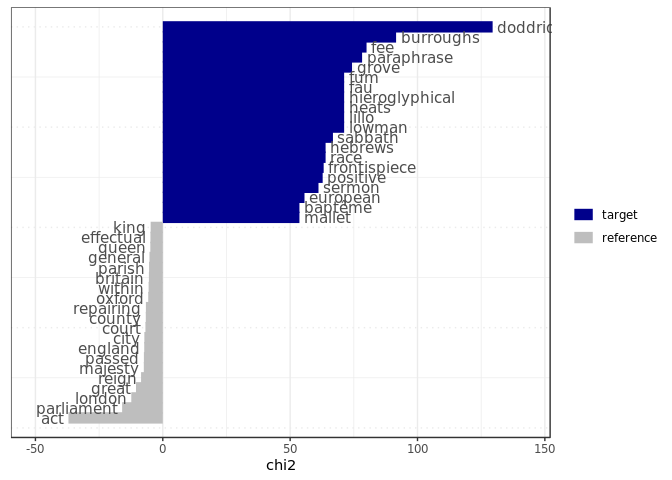 doddric
burroughs
fee
paraphrase
grove
tum
fau
hieroglyphical
heats
lillo
lowman
sabbath
hebrews
race
frontispiece
positive
sermon
european
baptême
mallet
king
effectual
queen
general
parish
britain
within
oxford
repairing
county
court
city
england
passed
majesty
reign
great
london
parliament
act
target
reference
-50 0 50 100 150
chi2